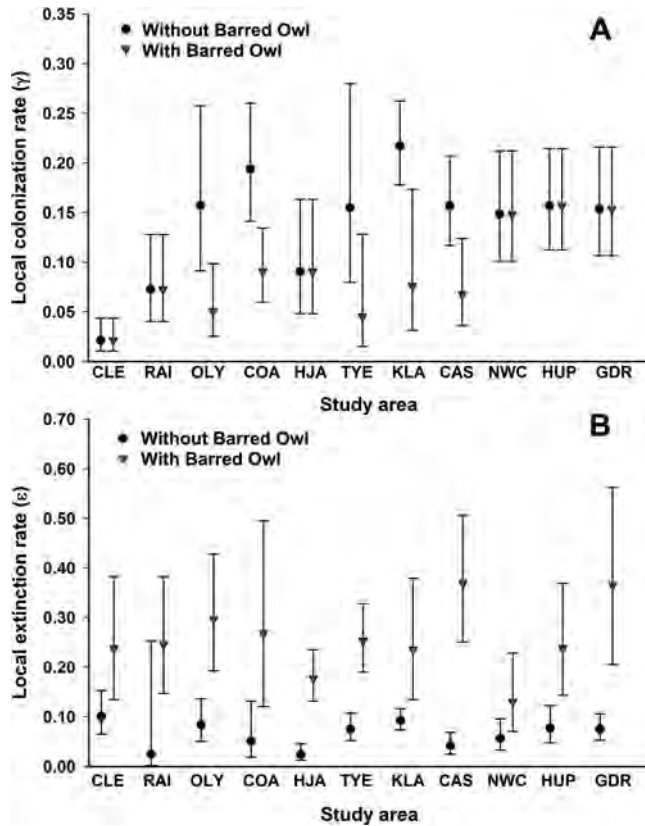 A
Without Barred Owl
With Barred Owl
Local colonization rate (γ)
0.35
0.30
0.25
0.20
0.15
0.10
0.05
0.00
CLE RAI OLY COA HJA TYE KLA CAS NWC HUP GDR
Study area
B
Without Barred Owl
With Barred Owl
Local extinction rate (ε)
0.70
0.60
0.50
0.40
0.30
0.20
0.10
0.00
CLE RAI OLY COA HJA TYE KLA CAS NWC HUP GDR
Study area